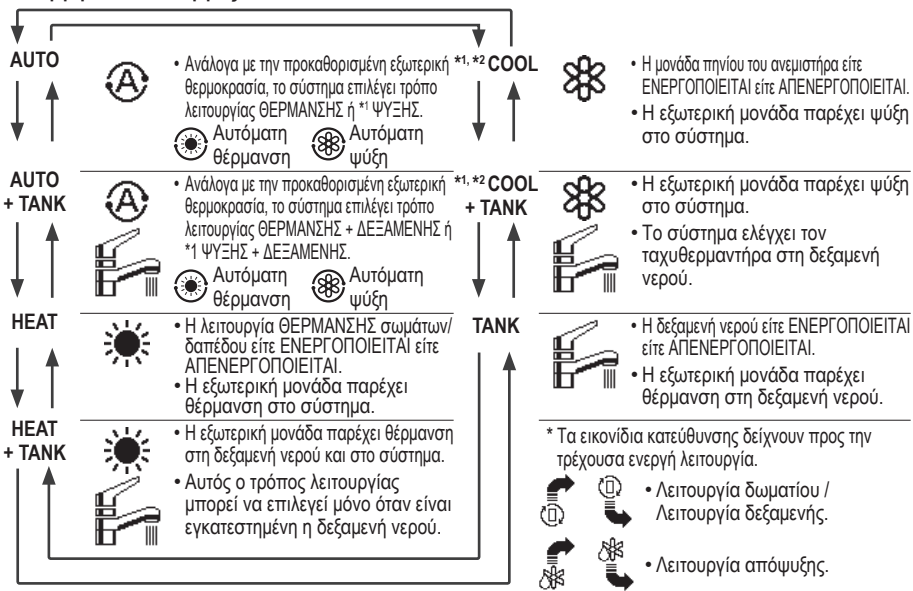 AUTO
• Ανάλογα με την προκαθορισμένη εξωτερική
θερμοκρασία, το σύστημα επιλέγει τρόπο
λειτουργίας ΘΕΡΜΑΝΣΗΣ ή *1 ΨΥΞΗΣ.
Αυτόματη
θέρμανση
Αυτόματη
ψύξη
AUTO
+ TANK
• Ανάλογα με την προκαθορισμένη εξωτερική
θερμοκρασία, το σύστημα επιλέγει τρόπο
λειτουργίας ΘΕΡΜΑΝΣΗΣ + ΔΕΞΑΜΕΝΗΣ ή
*1 ΨΥΞΗΣ + ΔΕΞΑΜΕΝΗΣ.
Αυτόματη
θέρμανση
Αυτόματη
ψύξη
HEAT
• Η λειτουργία ΘΕΡΜΑΝΣΗΣ σωμάτων/
δαπέδου είτε ΕΝΕΡΓΟΠΟΙΕΙΤΑΙ είτε
ΑΠΕΝΕΡΓΟΠΟΙΕΙΤΑΙ.
• Η εξωτερική μονάδα παρέχει
θέρμανση στο σύστημα.
HEAT
+ TANK
• Η εξωτερική μονάδα παρέχει θέρμανση
στη δεξαμενή νερού και στο σύστημα.
• Αυτός ο τρόπος λειτουργίας
μπορεί να επιλεγεί μόνο όταν είναι
εγκατεστημένη η δεξαμενή νερού.
*1, *2 COOL
• Η μονάδα πηνίου του ανεμιστήρα είτε
ΕΝΕΡΓΟΠΟΙΕΙΤΑΙ είτε ΑΠΕΝΕΡΓΟΠΟΙΕΙΤΑΙ.
• Η εξωτερική μονάδα παρέχει ψύξη
στο σύστημα.
*1, *2 COOL
+ TANK
• Η εξωτερική μονάδα παρέχει ψύξη
στο σύστημα.
• Το σύστημα ελέγχει τον
ταχυθερμαντήρα στη δεξαμενή
νερού.
TANK
• Η δεξαμενή νερού είτε ΕΝΕΡΓΟΠΟΙΕΙΤΑΙ
είτε ΑΠΕΝΕΡΓΟΠΟΙΕΙΤΑΙ.
• Η εξωτερική μονάδα παρέχει
θέρμανση στη δεξαμενή νερού.
* Τα εικονίδια κατεύθυνσης δείχνουν προς την
τρέχουσα ενεργή λειτουργία.
• Λειτουργία δωματίου /
Λειτουργία δεξαμενής.
• Λειτουργία απόψυξης.